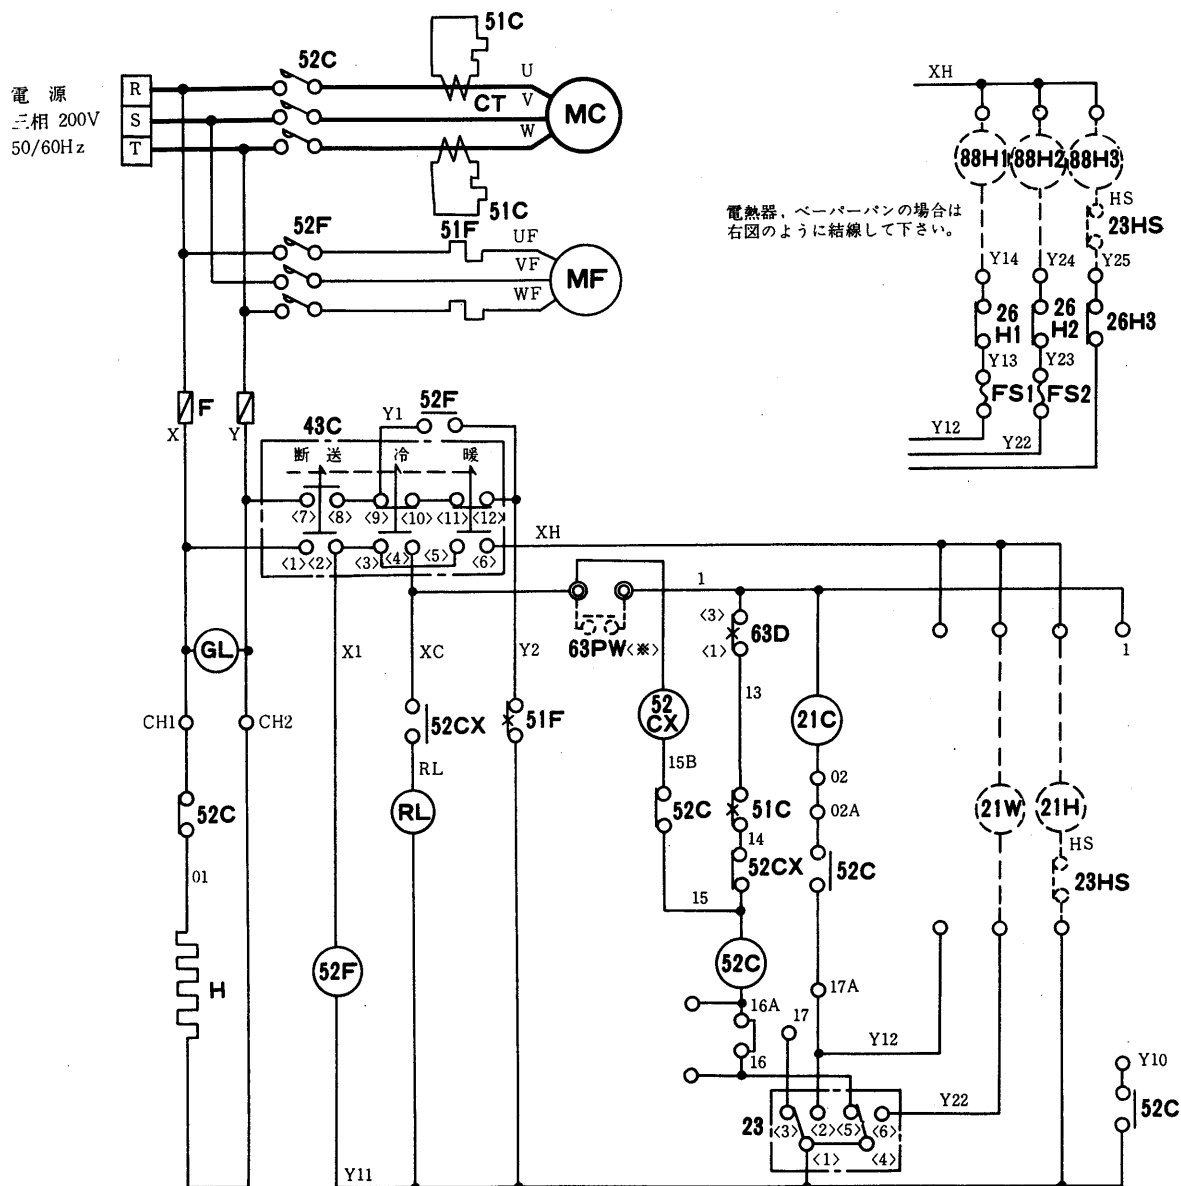 51C
52C
電 源
三相 200V
50/60Hz
R
S
T
U
V
W
CT
MC
51C
XH
88H1
88H2
88H3
HS
23HS
電熱器，ペーパーパンの場合は
右図のように結線して下さい。
52F
51F
UF
VF
WF
MF
Y14
Y24
Y25
26
H1
26
H2
26H3
Y13
Y23
FS1
FS2
Y12
Y22
F
X
Y
43C
Y1
52F
断 送 冷 暖
〈7〉 〈8〉 〈9〉 〈10〉 〈11〉 〈12〉
〈1〉 〈2〉 〈3〉 〈4〉 〈5〉 〈6〉
XH
1
GL
X1
XC
Y2
63PW〈※〉
〈3〉
63D
〈1〉
1
CH1
CH2
52CX
51F
52
CX
13
21C
RL
15B
02
52C
RL
52C
51C
02A
21W
21H
14
HS
01
52CX
52C
23HS
15
H
52F
52C
17A
16A
17
Y12
16
Y10
52C
23
〈3〉 〈2〉 〈5〉 〈6〉
Y22
〈1〉 〈4〉
Y11